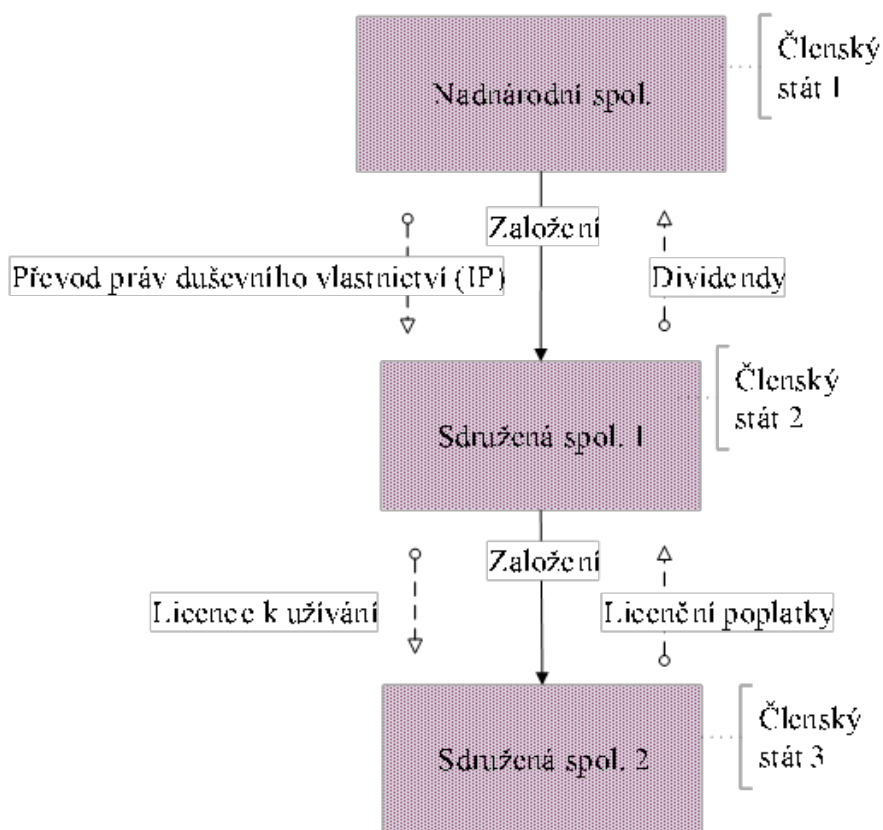 Nadnárodní spol.
Členský
stát 1
Založení
Převod práv duševního vlastnictví (IP)
Dividendy
Sdružená spol. 1
Členský
stát 2
Založení
Licence k užívání
Licenční poplatky
Sdružená spol. 2
Členský
stát 3